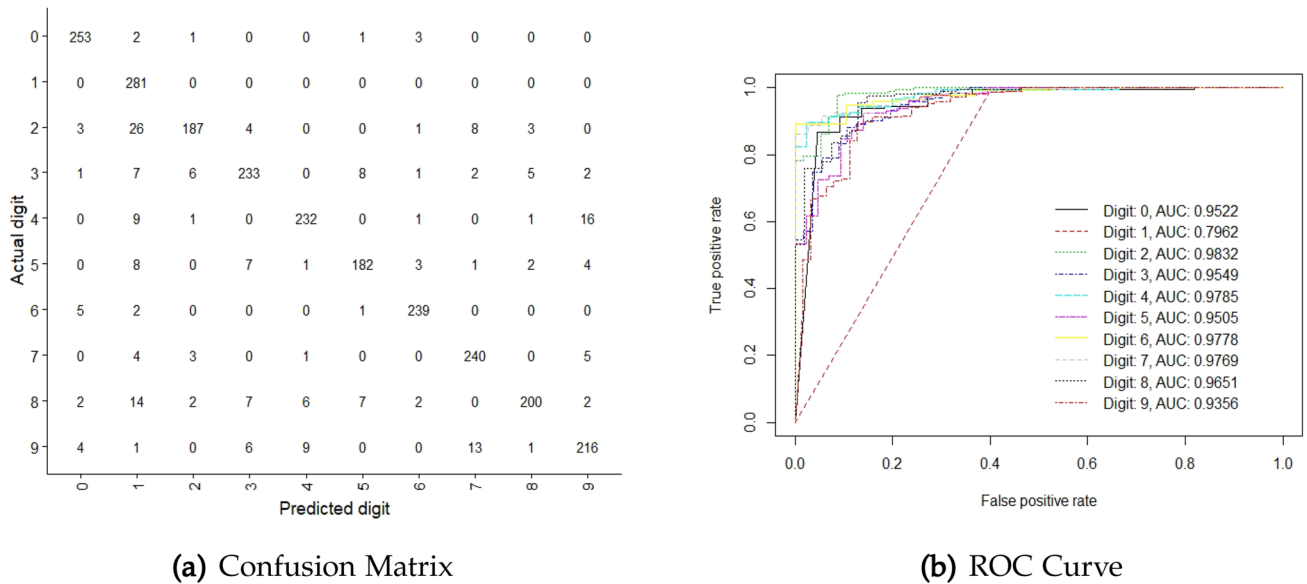 0 253 2 1 0 0 1 3 0 0 0
1 0 281 0 0 0 0 0 0 0 0
2 3 26 187 4 0 0 1 8 3 0
3 1 7 6 233 0 8 1 2 5 2
4 0 9 1 0 232 0 1 0 1 16
5 0 8 0 7 1 182 3 1 2 4
6 5 2 0 0 0 1 239 0 0 0
7 0 4 3 0 1 0 0 240 0 5
8 2 14 2 7 6 7 2 0 200 2
9 4 1 0 6 9 0 0 13 1 216
Actual digit
0 1 2 3 4 5 6 7 8 9
Predicted digit
(a) Confusion Matrix
1.0
0.8
0.6
0.4
0.2
0.0
True positive rate
Digit: 0, AUC: 0.9522
Digit: 1, AUC: 0.7962
Digit: 2, AUC: 0.9832
Digit: 3, AUC: 0.9549
Digit: 4, AUC: 0.9785
Digit: 5, AUC: 0.9505
Digit: 6, AUC: 0.9778
Digit: 7, AUC: 0.9769
Digit: 8, AUC: 0.9651
Digit: 9, AUC: 0.9356
0.0 0.2 0.4 0.6 0.8 1.0
False positive rate
(b) ROC Curve